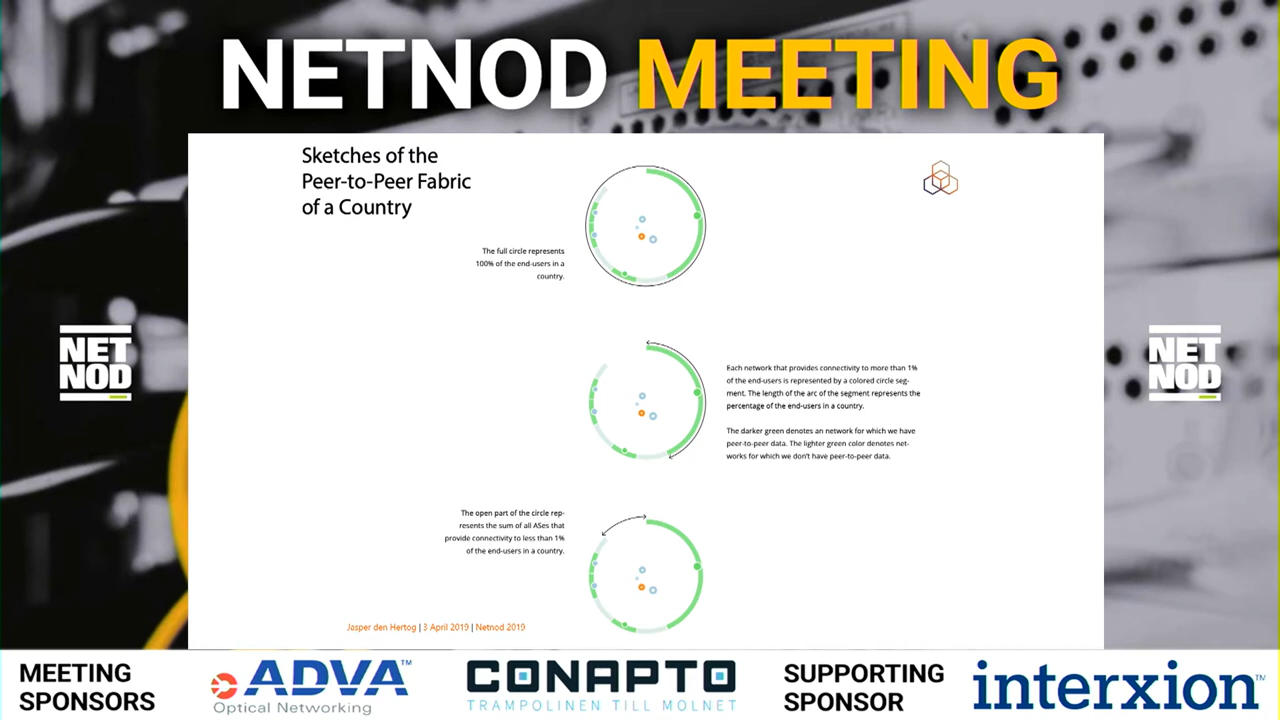 NETNOD MEETING
Sketches of the
Peer-to-Peer Fabric
of a Country
The full circle represents
100% of the end-users in a
country.
Each network that provides connectivity to more than 1%
of the end-users is represented by a colored circle seg-
ment. The length of the arc of the segment represents the
percentage of the end-users in a country.
The darker green denotes an network for which we have
peer-to-peer data. The lighter green color denotes net-
works for which we don't have peer-to-peer data.
The open part of the circle rep-
resents the sum of all ASes that
provide connectivity to less than 1%
of the end-users in a country.
Jasper den Hertog | 3 April 2019 | Netnod 2019
NET
NOD
NET
NOD
MEETING
SPONSORS
ADVA™
Optical Networking
CONAPTO
TRAMPOLINEN TILL MOLNET
SUPPORTING
SPONSOR
interxion™